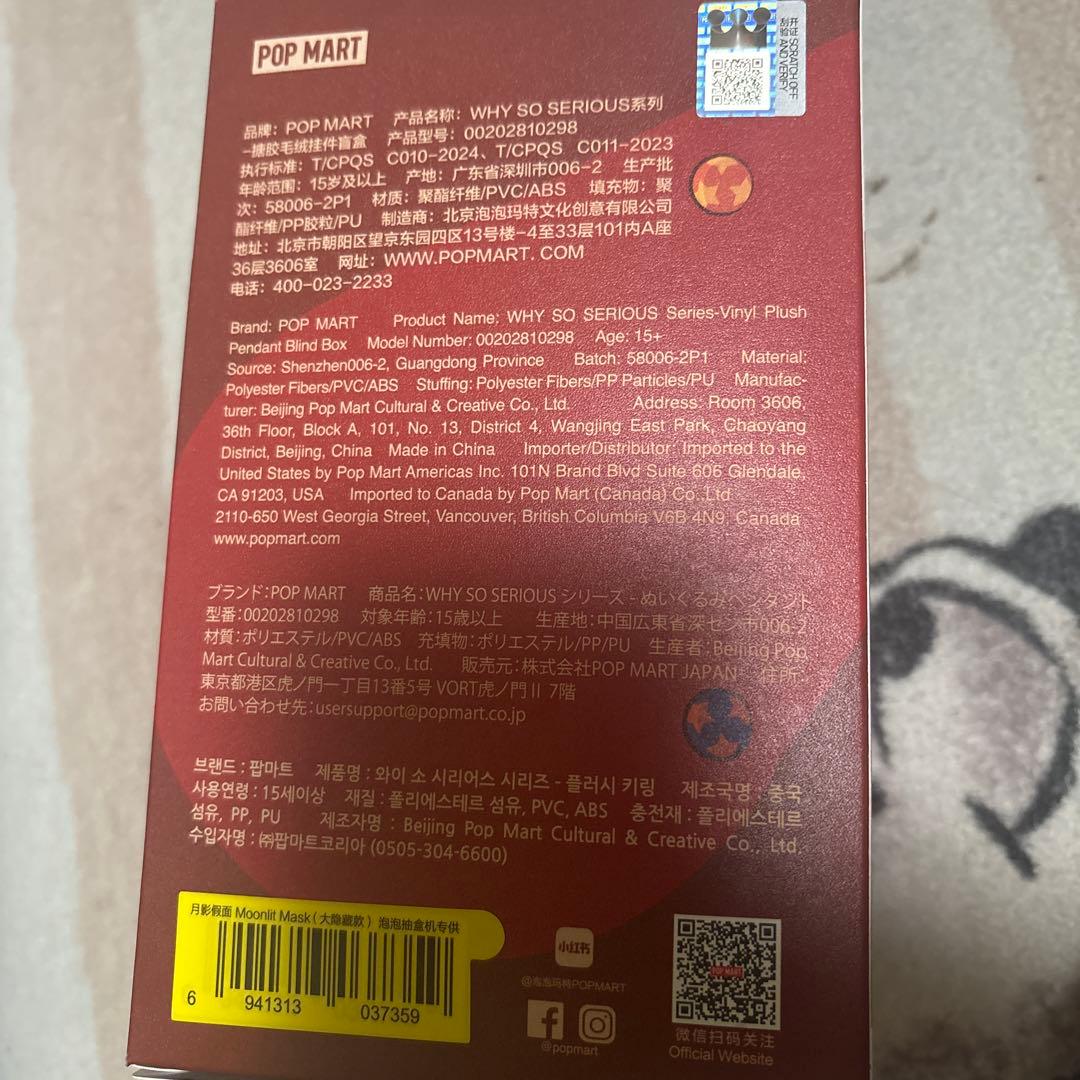 POP MART
开涂 SCRATCH OFF
刮验 AND VERIFY
品牌：POP MART 产品名称：WHY SO SERIOUS系列
-搪胶毛绒挂件盲盒 产品型号：00202810298
执行标准：T/CPQS C010-2024、T/CPQS C011-2023
年龄范围：15岁及以上 产地：广东省深圳市006-2 生产批
次：58006-2P1 材质：聚酯纤维/PVC/ABS 填充物：聚
酯纤维/PP胶粒/PU 制造商：北京泡泡玛特文化创意有限公司
地址：北京市朝阳区望京东园四区13号楼-4至33层101内A座
36层3606室 网址：WWW.POPMART. COM
电话：400-023-2233
Brand: POP MART Product Name: WHY SO SERIOUS Series-Vinyl Plush
Pendant Blind Box Model Number: 00202810298 Age: 15+
Source: Shenzhen006-2, Guangdong Province Batch: 58006-2P1 Material:
Polyester Fibers/PVC/ABS Stuffing: Polyester Fibers/PP Particles/PU Manufac-
turer: Beijing Pop Mart Cultural & Creative Co., Ltd. Address: Room 3606,
36th Floor, Block A, 101, No. 13, District 4, Wangjing East Park, Chaoyang
District, Beijing, China Made in China Importer/Distributor: Imported to the
United States by Pop Mart Americas Inc. 101N Brand Blvd Suite 606 Glendale,
CA 91203, USA Imported to Canada by Pop Mart (Canada) Co.,Ltd
2110-650 West Georgia Street, Vancouver, British Columbia V6B 4N9, Canada
www.popmart.com
ブランド：POP MART 商品名：WHY SO SERIOUS シリーズ - ぬいぐるみペンダント
型番：00202810298 対象年齢：15歳以上 生産地：中国広東省深セン市006-2
材質：ポリエステル/PVC/ABS 充填物：ポリエステル/PP/PU 生産者：Beijing Pop
Mart Cultural & Creative Co., Ltd. 販売元：株式会社POP MART JAPAN 住所：
東京都港区虎ノ門一丁目13番5号 VORT虎ノ門Ⅱ 7階
お問い合わせ先：usersupport@popmart.co.jp
브랜드 : 팝마트 제품명 : 와이 소 시리어스 시리즈 - 플러시 키링 제조국명 : 중국
사용연령 : 15세이상 재질 : 폴리에스테르 섬유, PVC, ABS 충전재 : 폴리에스테르
섬유, PP, PU 제조자명 : Beijing Pop Mart Cultural & Creative Co., Ltd.
수입자명 : ㈜팝마트코리아 (0505-304-6600)
月影假面 Moonlit Mask（大隐藏款）泡泡抽盒机专供
6 941313 037359
小红书
@泡泡玛特POPMART
@popmart
POP MART
微信扫码关注
Official Website